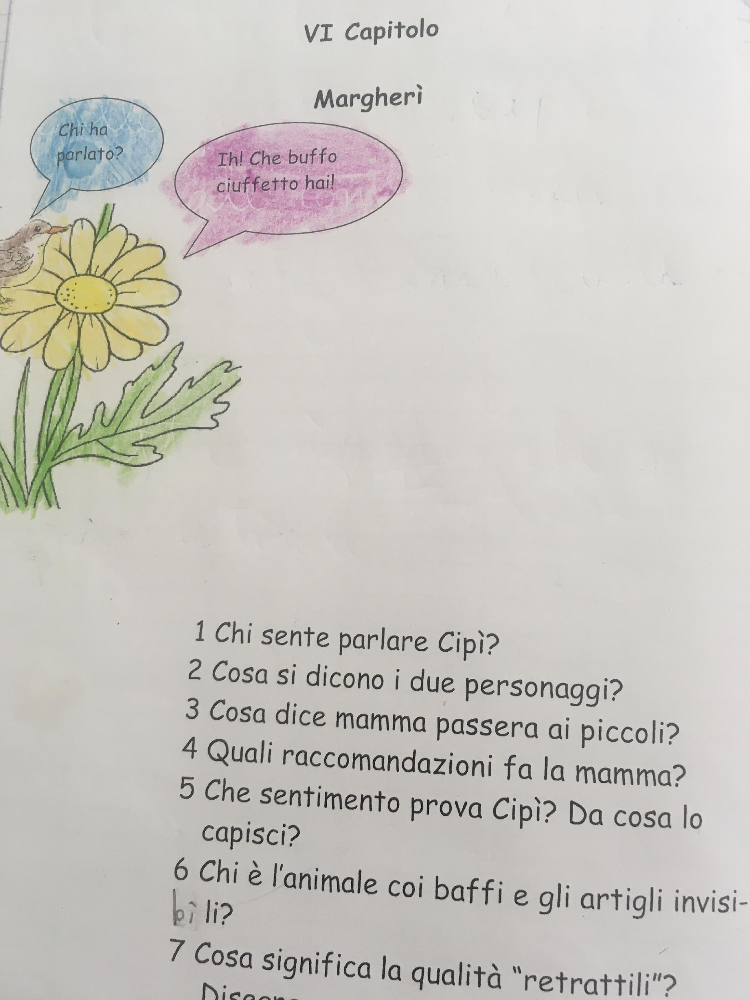 VI Capitolo
Margherì
Chi ha
parlato?
Ih! Che buffo
ciuffetto hai!
1 Chi sente parlare Cipì?
2 Cosa si dicono i due personaggi?
3 Cosa dice mamma passera ai piccoli?
4 Quali raccomandazioni fa la mamma?
5 Che sentimento prova Cipì? Da cosa lo
capisci?
6 Chi è l'animale coi baffi e gli artigli invisi-
bi li?
7 Cosa significa la qualità "retrattili"?